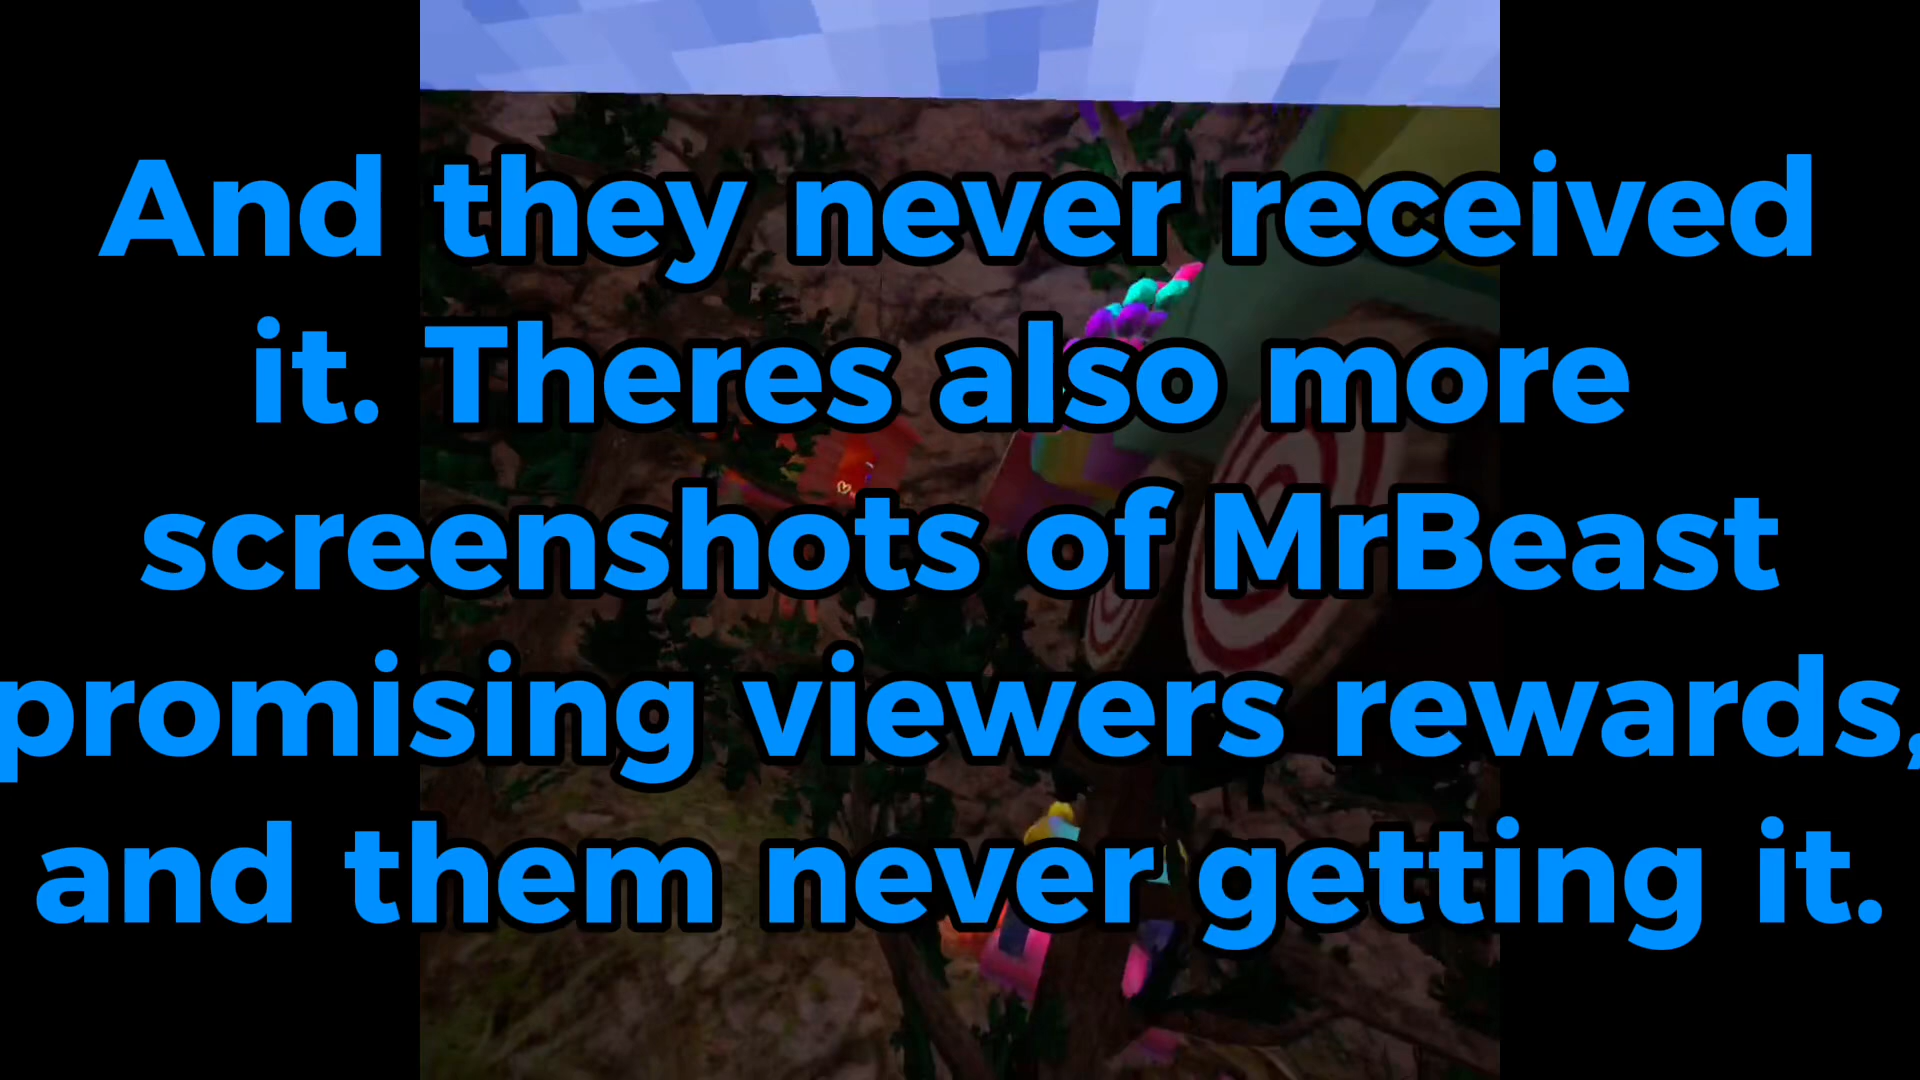 And they never received
it. Theres also more
screenshots of MrBeast
promising viewers rewards,
and them never getting it.